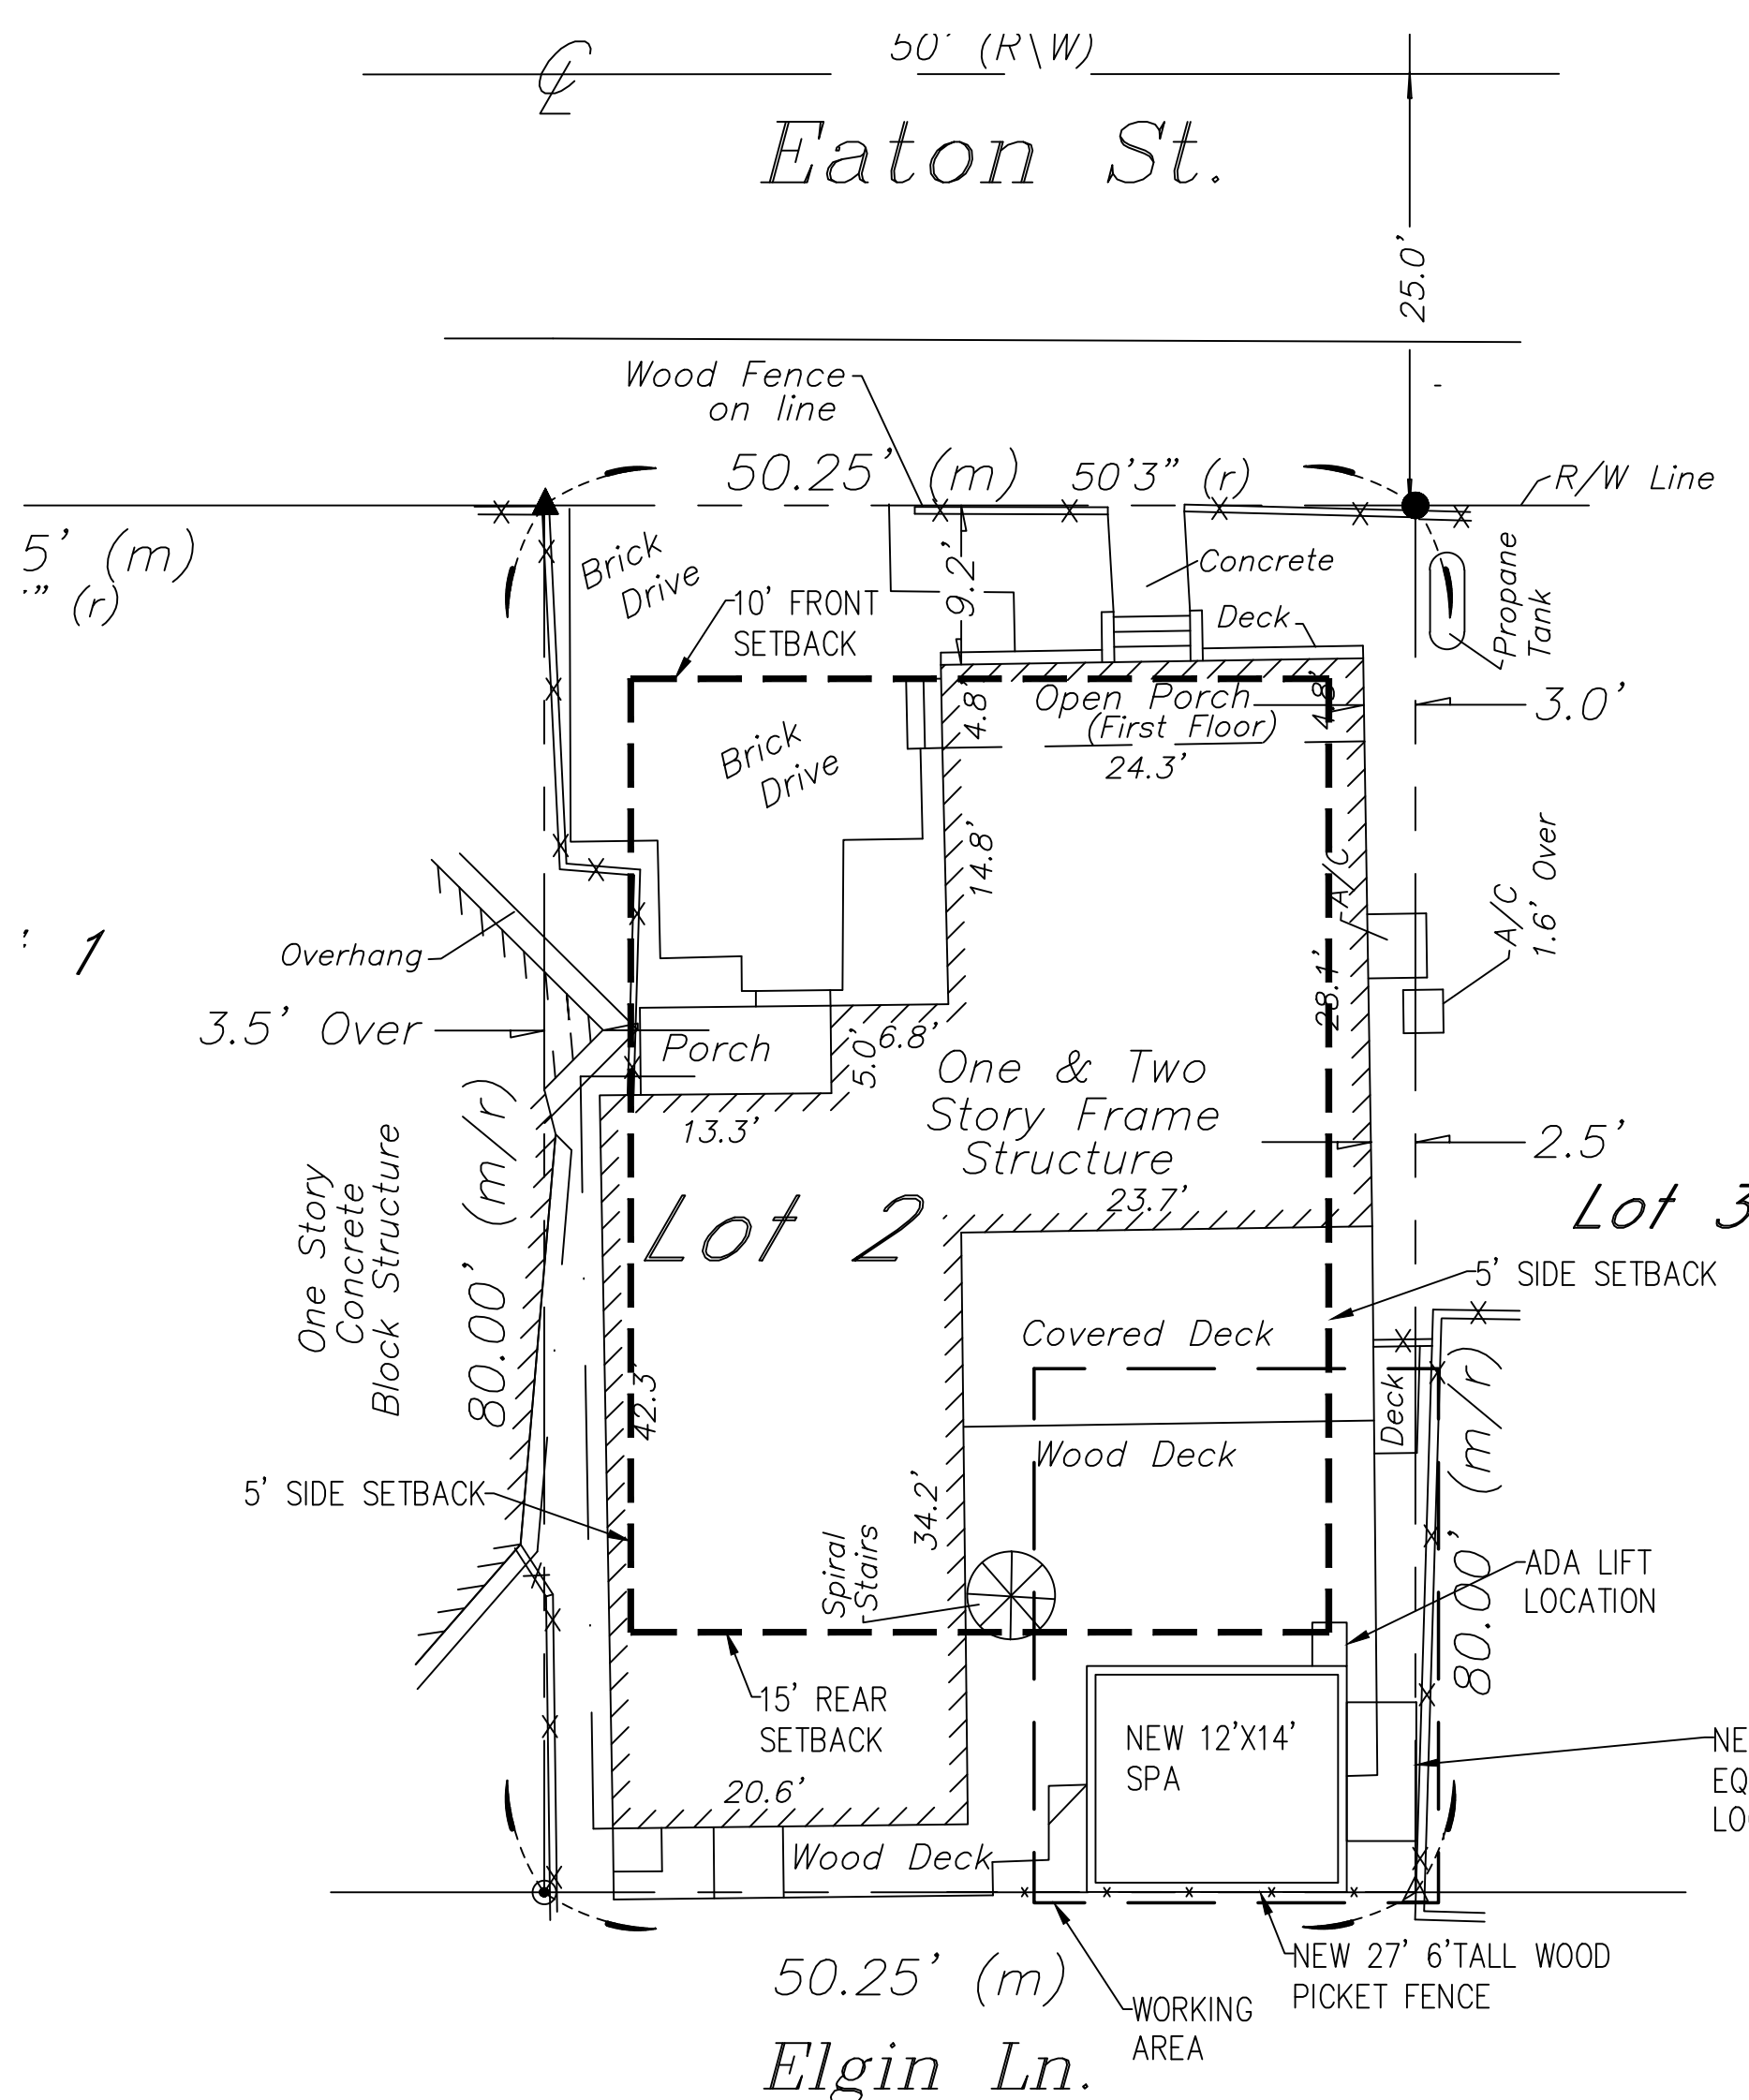 50' (R\W)
Eaton St.
25.0'
Wood Fence
on line
50.25' (m)
50'3" (r)
R/W Line
5' (m)
" (r)
Brick
Drive
10' FRONT
SETBACK
9.2'
Concrete
Deck
Propane
Tank
Open Porch
(First Floor)
4.8'
4.8'
3.0'
24.3'
Brick
Drive
14.8'
A/C
A/C
1.6' Over
1
Overhang
3.5' Over
28.1'
Porch
5.0'
6.8'
13.3'
One & Two
Story Frame
Structure
2.5'
23.7'
Lot 2
Lot 3
One Story
Concrete
Block Structure
80.00' (m/r)
5' SIDE SETBACK
Covered Deck
Deck
42.3'
Wood Deck
34.2'
5' SIDE SETBACK
Spiral
Stairs
80.00' (m/r)
ADA LIFT
LOCATION
15' REAR
SETBACK
NEW 12'X14'
SPA
NE
EQ
LO
20.6'
Wood Deck
50.25' (m)
NEW 27' 6'TALL WOOD
PICKET FENCE
WORKING
AREA
Elgin Ln.